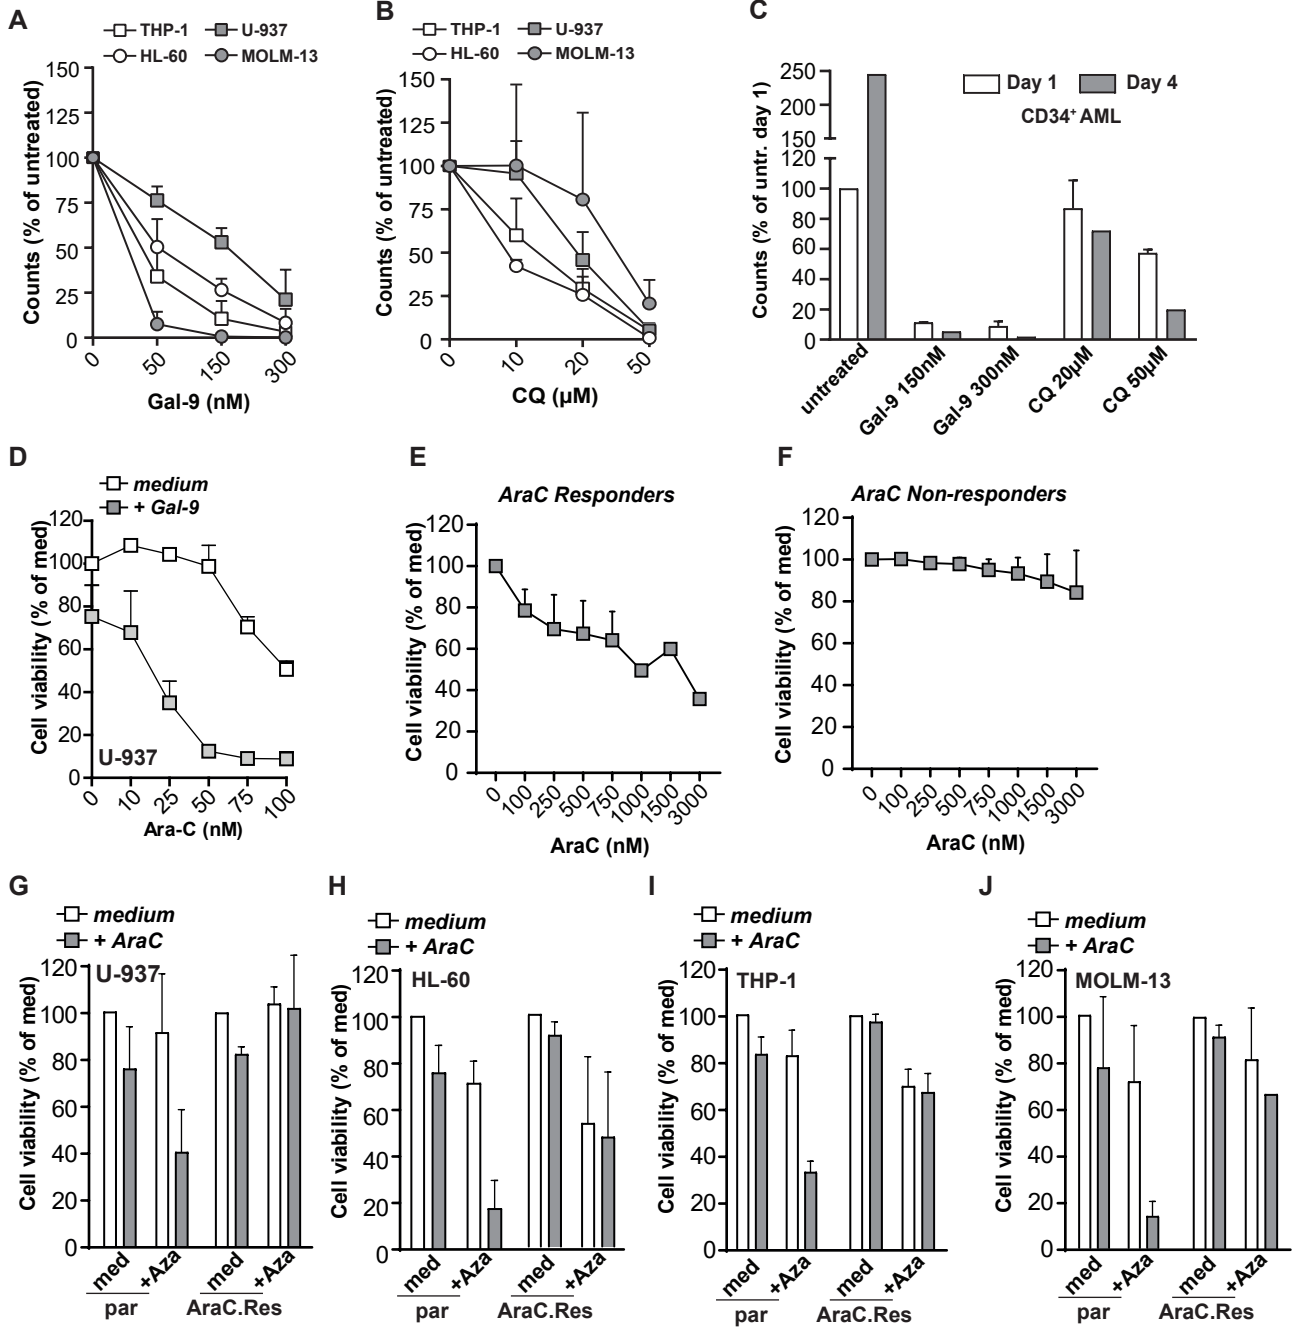 A
THP-1 U-937
HL-60 MOLM-13
Counts (% of untreated)
150
125
100
75
50
25
0
0 50 150 300
Gal-9 (nM)
B
THP-1 U-937
HL-60 MOLM-13
Counts (% of untreated)
150
125
100
75
50
25
0
0 10 20 50
CQ (µM)
C
Day 1 Day 4
CD34+ AML
Counts (% of untr. day 1)
250
200
150
120
100
80
60
40
20
0
untreated Gal-9 150nM Gal-9 300nM CQ 20µM CQ 50µM
D
medium
+ Gal-9
Cell viability (% of med)
120
100
80
60
40
20
0
U-937
0 10 25 50 75 100
Ara-C (nM)
E
AraC Responders
Cell viability (% of med)
120
100
80
60
40
20
0
0 100 250 500 750 1000 1500 3000
AraC (nM)
F
AraC Non-responders
Cell viability (% of med)
120
100
80
60
40
20
0
0 100 250 500 750 1000 1500 3000
AraC (nM)
G
medium
+ AraC
U-937
Cell viability (% of med)
120
100
80
60
40
20
0
med +Aza med +Aza
par AraC.Res
H
medium
+ AraC
HL-60
Cell viability (% of med)
120
100
80
60
40
20
0
med +Aza med +Aza
par AraC.Res
I
medium
+ AraC
THP-1
Cell viability (% of med)
120
100
80
60
40
20
0
med +Aza med +Aza
par AraC.Res
J
medium
+ AraC
MOLM-13
Cell viability (% of med)
120
100
80
60
40
20
0
med +Aza med +Aza
par AraC.Res